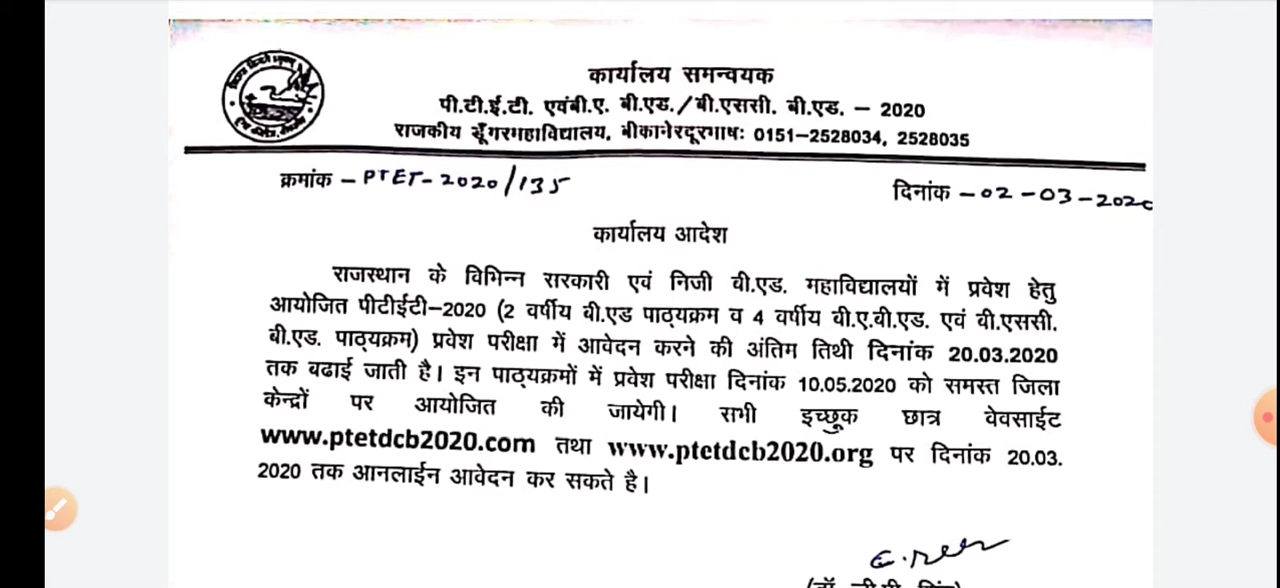 कार्यालय समन्वयक
पी.टी.ई.टी. एवंबी.ए. बी.एड. / बी.एससी. बी.एड. – 2020
राजकीय डूँगरमहाविद्यालय, बीकानेरदूरभाषः 0151–2528034, 2528035
क्रमांक – PTET-2020/135
दिनांक – 02-03-2020
कार्यालय आदेश
राजस्थान के विभिन्न सरकारी एवं निजी बी.एड. महाविद्यालयों में प्रवेश हेतु
आयोजित पीटीईटी–2020 (2 वर्षीय बी.एड पाठ्यक्रम व 4 वर्षीय बी.ए.बी.एड. एवं बी.एससी.
बी.एड. पाठ्यक्रम) प्रवेश परीक्षा में आवेदन करने की अंतिम तिथी दिनांक 20.03.2020
तक बढाई जाती है। इन पाठ्यक्रमों में प्रवेश परीक्षा दिनांक 10.05.2020 को समस्त जिला
केन्द्रों पर आयोजित की जायेगी। सभी इच्छूक छात्र वेवसाईट
www.ptetdcb2020.com तथा www.ptetdcb2020.org पर दिनांक 20.03.
2020 तक आनलाईन आवेदन कर सकते है।